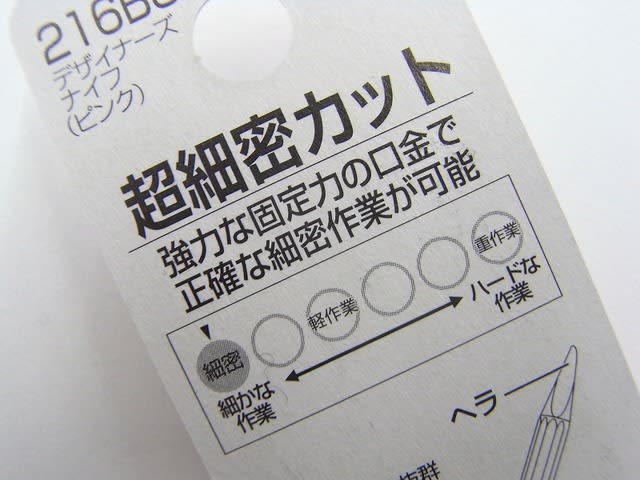 216B
デザイナーズ
ナイフ
(ピンク)
超細密カット
強力な固定力の口金で
正確な細密作業が可能
細密
軽作業
重作業
細かな
作業
ハードな
作業
ヘラ
抜群